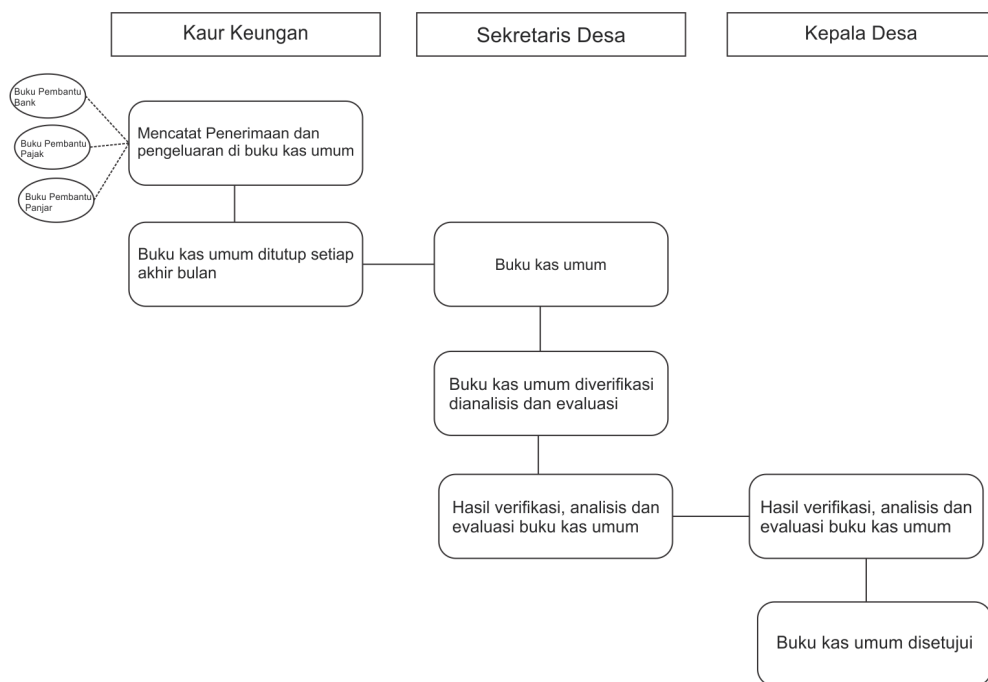 Kaur Keungan
Sekretaris Desa
Kepala Desa
Buku Pembantu
Bank
Buku Pembantu
Pajak
Buku Pembantu
Panjar
Mencatat Penerimaan dan
pengeluaran di buku kas umum
Buku kas umum ditutup setiap
akhir bulan
Buku kas umum
Buku kas umum diverifikasi
dianalisis dan evaluasi
Hasil verifikasi, analisis dan
evaluasi buku kas umum
Hasil verifikasi, analisis dan
evaluasi buku kas umum
Buku kas umum disetujui